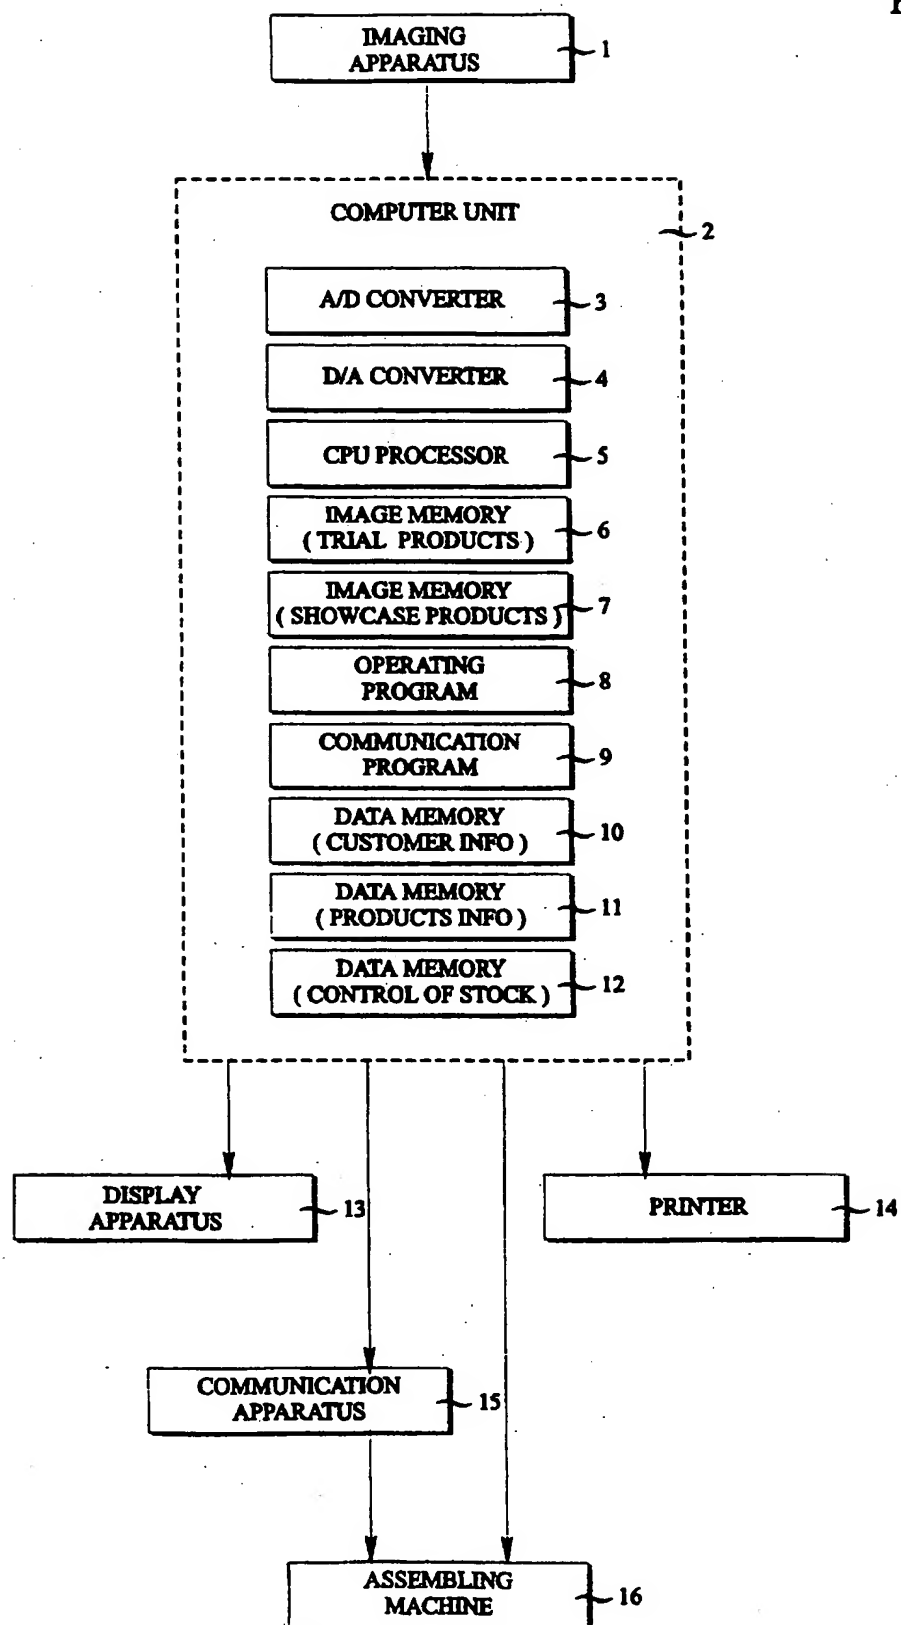 IMAGING
APPARATUS
1
COMPUTER UNIT
2
A/D CONVERTER
3
D/A CONVERTER
4
CPU PROCESSOR
5
IMAGE MEMORY
( TRIAL PRODUCTS )
6
IMAGE MEMORY
( SHOWCASE PRODUCTS )
7
OPERATING
PROGRAM
8
COMMUNICATION
PROGRAM
9
DATA MEMORY
( CUSTOMER INFO )
10
DATA MEMORY
( PRODUCTS INFO )
11
DATA MEMORY
( CONTROL OF STOCK )
12
DISPLAY
APPARATUS
13
PRINTER
14
COMMUNICATION
APPARATUS
15
ASSEMBLING
MACHINE
16